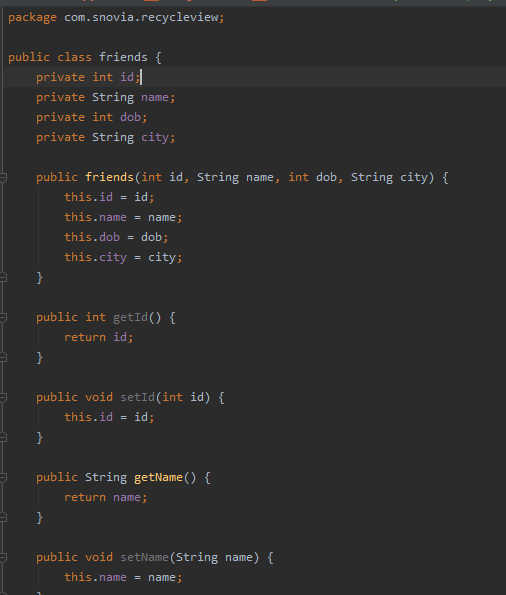 package com.snovia.recycleview;
public class friends {
private int id;
private String name;
private int dob;
private String city;
public friends(int id, String name, int dob, String city) {
this.id = id;
this.name = name;
this.dob = dob;
this.city = city;
}
public int getId() {
return id;
}
public void setId(int id) {
this.id = id;
}
public String getName() {
return name;
}
public void setName(String name) {
this.name = name;
}